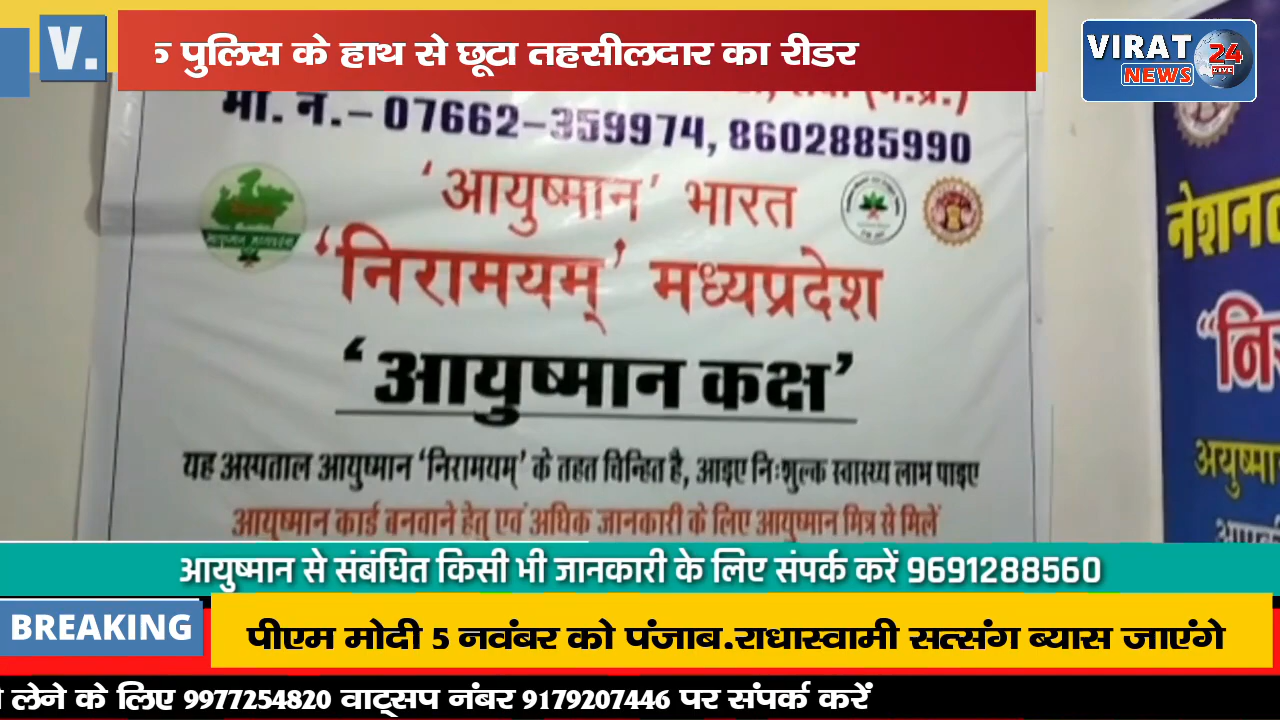 V.
पुलिस के हाथ से छूटा तहसीलदार का रीडर
VIRAT 24
NEWS LIVE
मो. न.- 07662-359974, 8602885990
'आयुष्मान' भारत
'निरामयम्' मध्यप्रदेश
'आयुष्मान कक्ष'
यह अस्पताल आयुष्मान 'निरामयम्' के तहत चिन्हित है, आइए निःशुल्क स्वास्थ्य लाभ पाइए
आयुष्मान कार्ड बनवाने हेतु एवं अधिक जानकारी के लिए आयुष्मान मित्र से मिलें
आयुष्मान से संबंधित किसी भी जानकारी के लिए संपर्क करें 9691288560
BREAKING
पीएम मोदी 5 नवंबर को पंजाब.राधास्वामी सत्संग ब्यास जाएंगे
लेने के लिए 9977254820 वाट्सप नंबर 9179207446 पर संपर्क करें